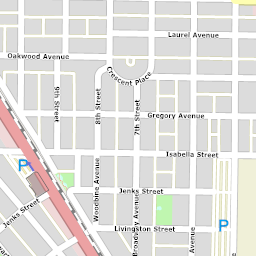 Laurel Avenue
Oakwood Avenue
Crescent Place
9th Street
8th Street
7th Street
Gregory Avenue
Isabella Street
P
Jenks Street
Jenks Street
Woodbine Avenue
Broadway Avenue
Livingston Street
P